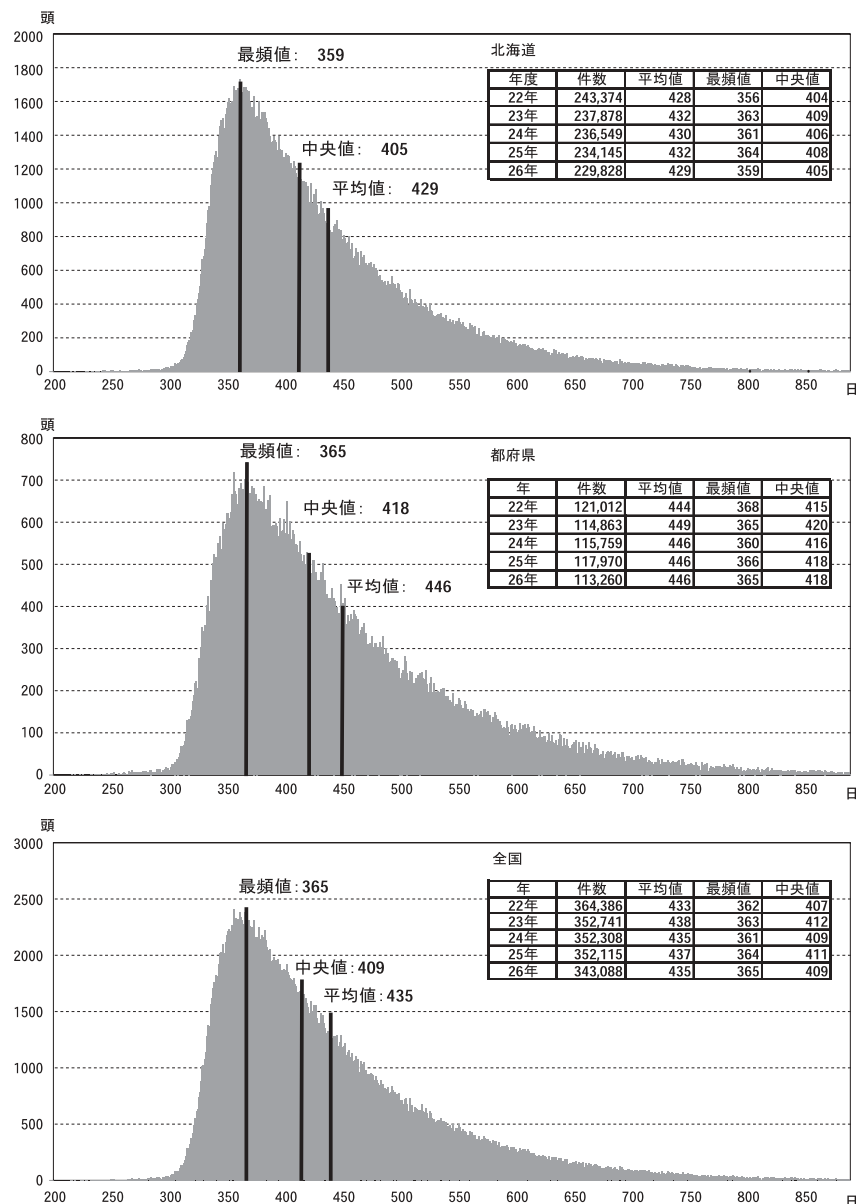 頭
2000
1800
1600
1400
1200
1000
800
600
400
200
0
最頻値： 359
中央値： 405
平均値： 429
北海道
年度 件数 平均値 最頻値 中央値
22年 243,374 428 356 404
23年 237,878 432 363 409
24年 236,549 430 361 406
25年 234,145 432 364 408
26年 229,828 429 359 405
200 250 300 350 400 450 500 550 600 650 700 750 800 850 日
頭
800
700
600
500
400
300
200
100
0
最頻値： 365
中央値： 418
平均値： 446
都府県
年 件数 平均値 最頻値 中央値
22年 121,012 444 368 415
23年 114,863 449 365 420
24年 115,759 446 360 416
25年 117,970 446 366 418
26年 113,260 446 365 418
200 250 300 350 400 450 500 550 600 650 700 750 800 850 日
頭
3000
2500
2000
1500
1000
500
0
最頻値：365
中央値：409
平均値：435
全国
年 件数 平均値 最頻値 中央値
22年 364,386 433 362 407
23年 352,741 438 363 412
24年 352,308 435 361 409
25年 352,115 437 364 411
26年 343,088 435 365 409
200 250 300 350 400 450 500 550 600 650 700 750 800 850 日